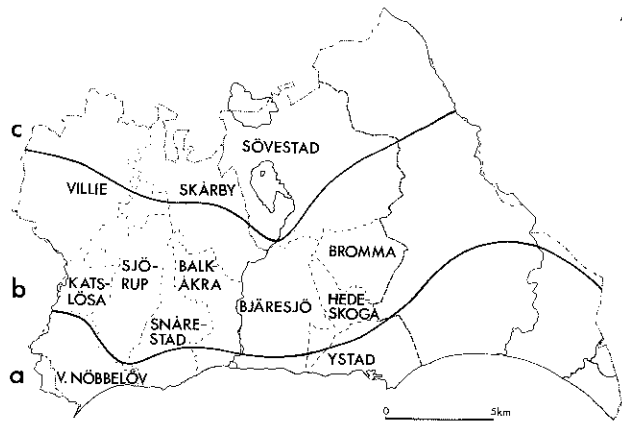 c
SÖVESTAD
VILLIE
SKÅRBY
BROMMA
SJÖ-
RUP
BALK
ÅKRA
KATS-
LÖSA
b
BJÄRESJÖ
HEDE-
SKOGA
SNÅRE-
STAD
YSTAD
a
V. NÖBBELÖV
0
5km